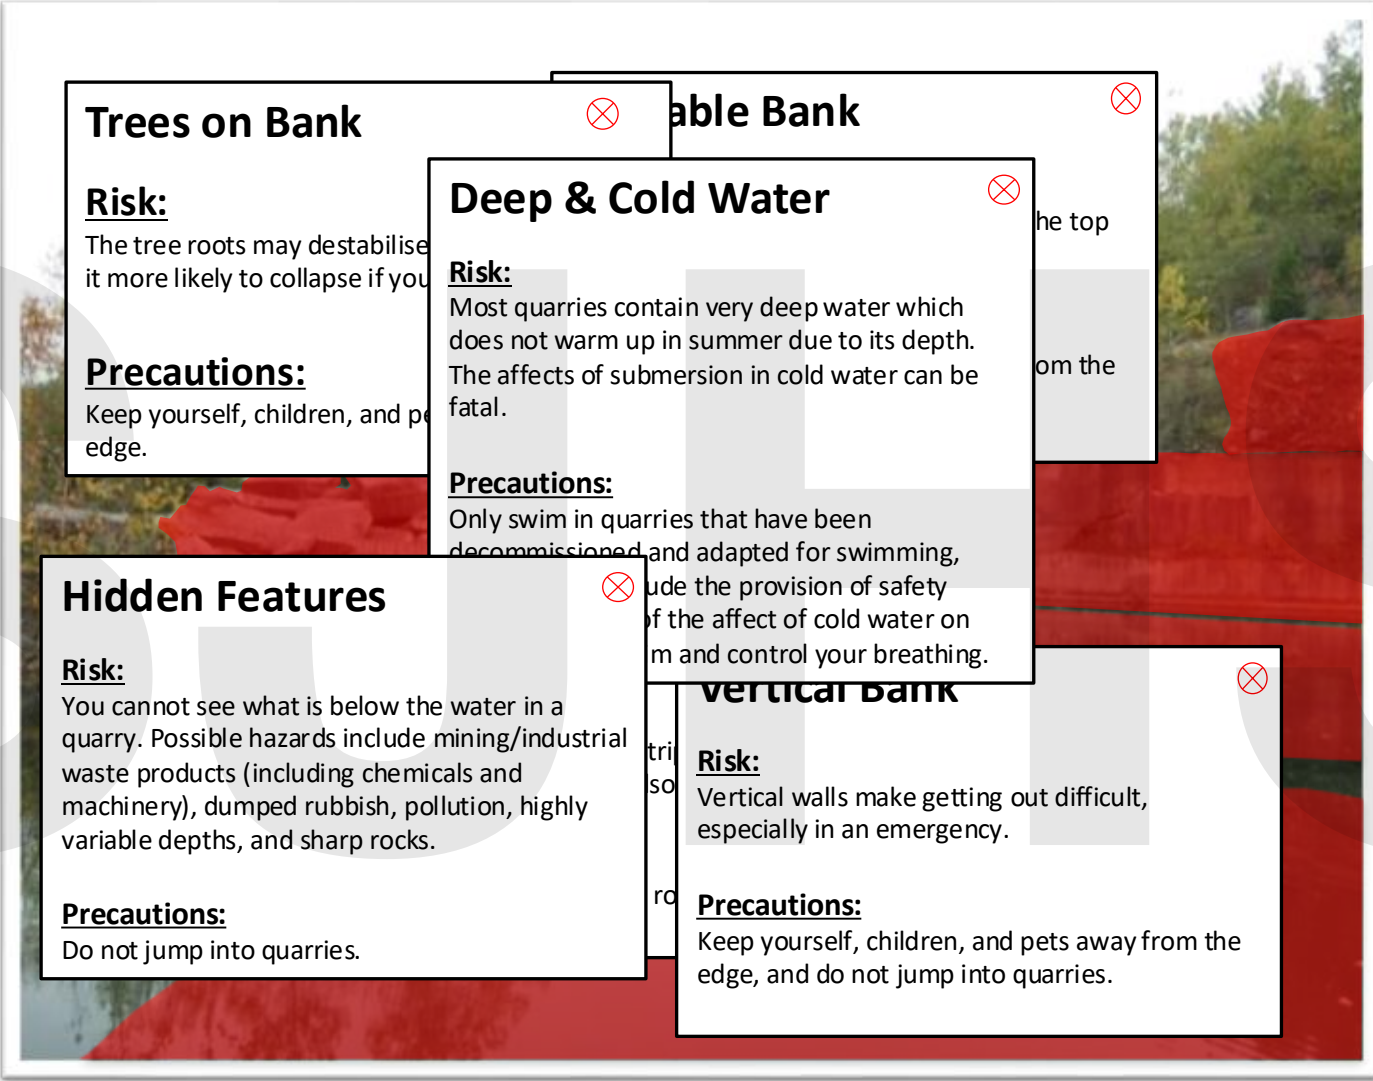 Trees on Bank
Risk:
The tree roots may destabilise
it more likely to collapse if you
Precautions:
Keep yourself, children, and
edge.
able Bank
he top
om the
Deep & Cold Water
Risk:
Most quarries contain very deep water which
does not warm up in summer due to its depth.
The affects of submersion in cold water can be
fatal.
Precautions:
Only swim in quarries that have been
decommissioned and adapted for swimming,
ude the provision of safety
of the affect of cold water on
m and control your breathing.
Hidden Features
Risk:
You cannot see what is below the water in a
quarry. Possible hazards include mining/industrial
waste products (including chemicals and
machinery), dumped rubbish, pollution, highly
variable depths, and sharp rocks.
Precautions:
Do not jump into quarries.
Vertical Bank
Risk:
Vertical walls make getting out difficult,
especially in an emergency.
Precautions:
Keep yourself, children, and pets away from the
edge, and do not jump into quarries.